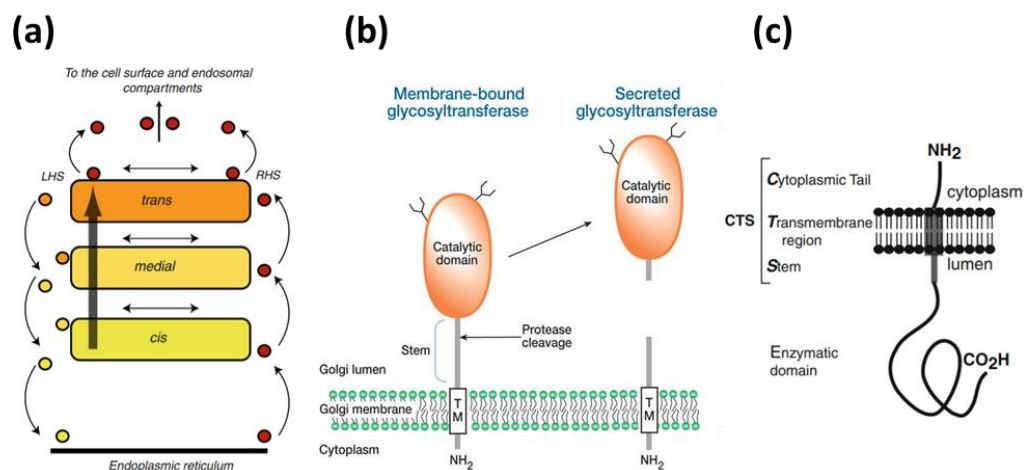 (a)
To the cell surface and endosomal
compartments
LHS
RHS
trans
medial
cis
Endoplasmic reticulum
(b)
Membrane-bound
glycosyltransferase
Secreted
glycosyltransferase
Catalytic
domain
Catalytic
domain
Stem
Protease
cleavage
Golgi lumen
Golgi membrane
Cytoplasm
T
M
T
M
NH2
NH2
(c)
NH2
CTS
Cytoplasmic Tail
Transmembrane
region
Stem
cytoplasm
lumen
Enzymatic
domain
CO2H